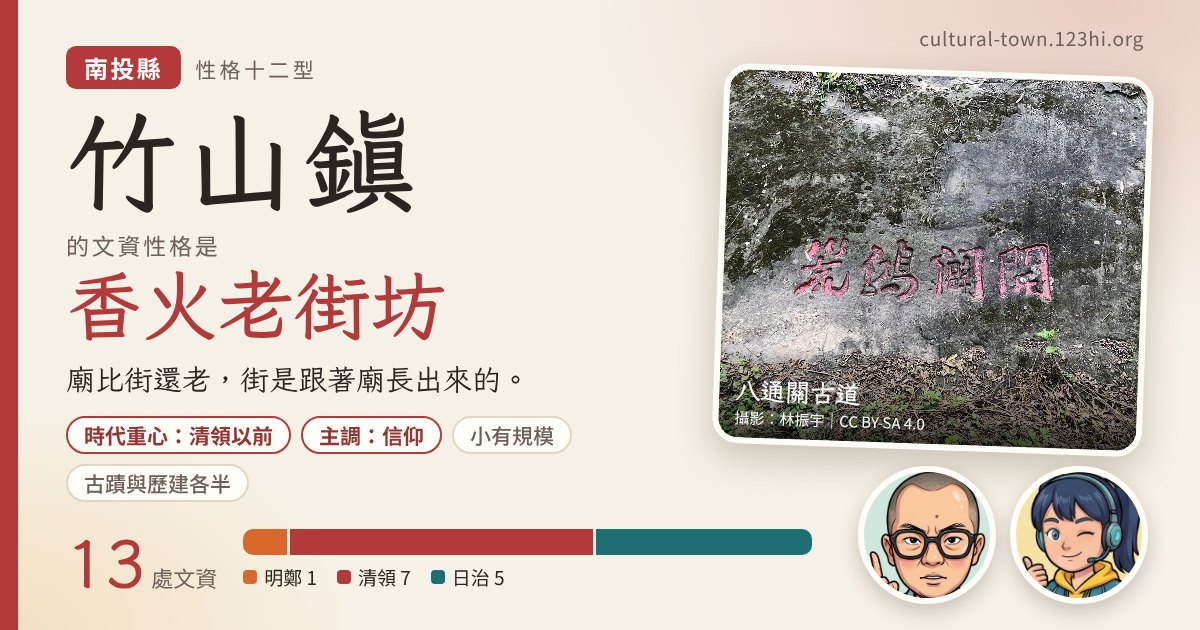 南投縣 性格十二型
cultural-town.123hi.org
竹山鎮
的文資性格是
香火老街坊
廟比街還老，街是跟著廟長出來的。
時代重心：清領以前 主調：信仰 小有規模
古蹟與歷建各半
13 處文資
明鄭 1 清領 7 日治 5
荒鴻闢開
八通關古道
攝影：林振宇｜CC BY-SA 4.0